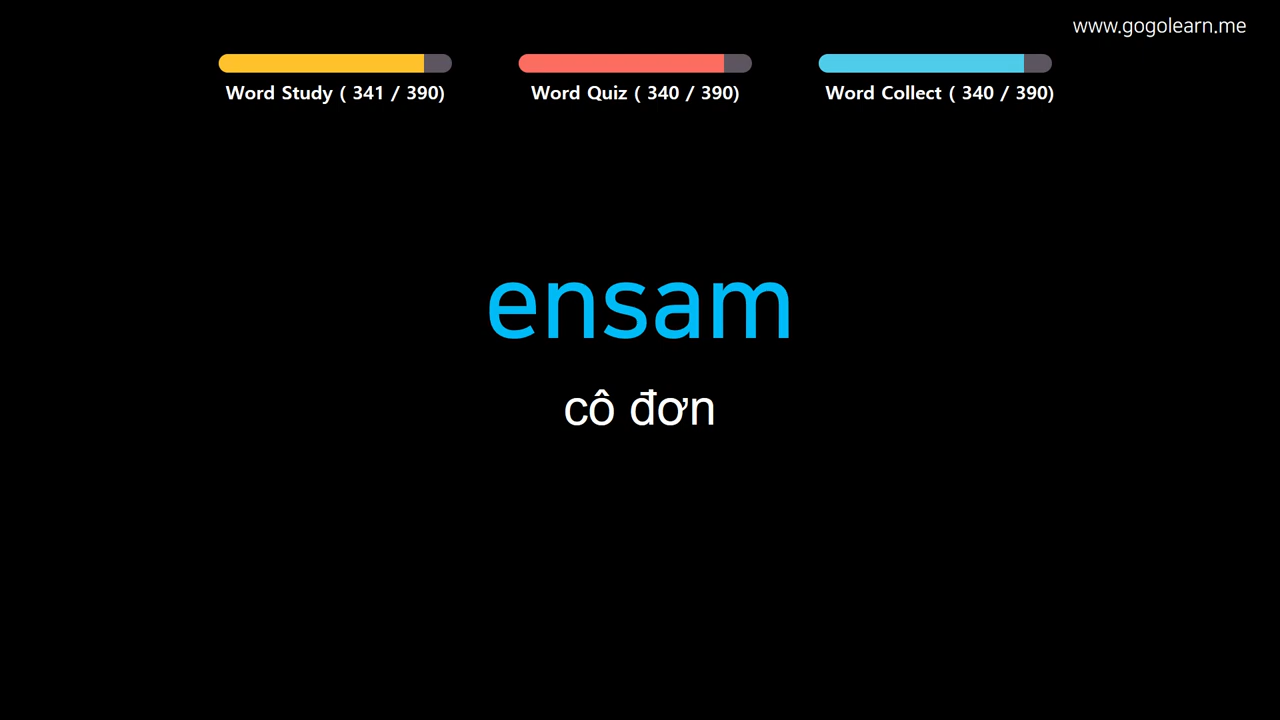 www.gogolearn.me
Word Study ( 341 / 390)
Word Quiz ( 340 / 390)
Word Collect ( 340 / 390)
ensam
cô đơn